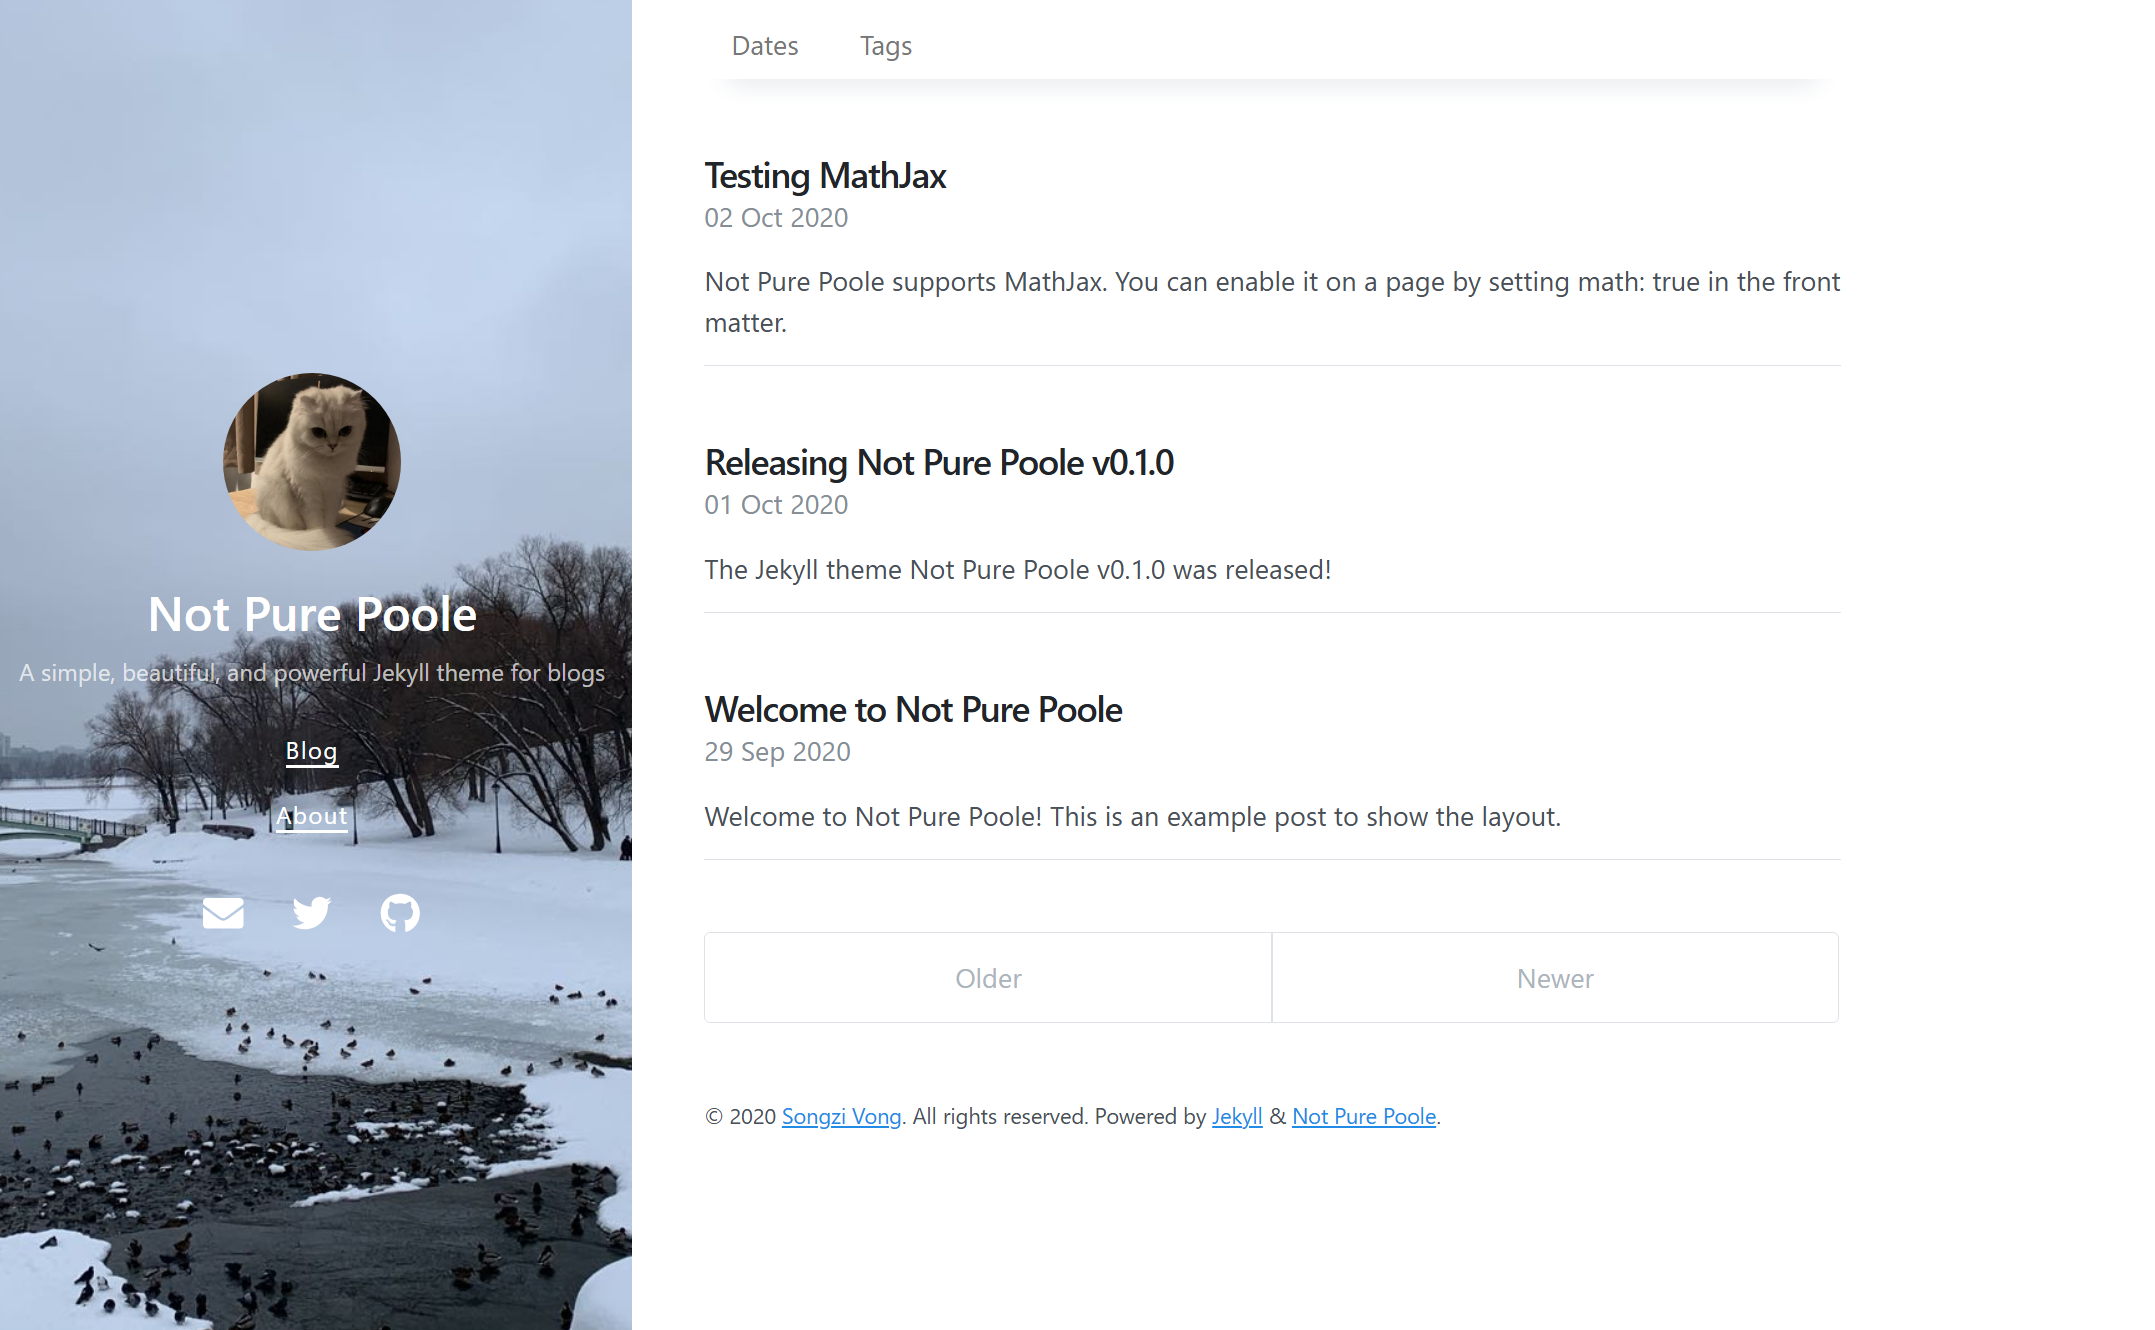 Not Pure Poole
A simple, beautiful, and powerful Jekyll theme for blogs
Blog
About
Dates Tags
Testing MathJax
02 Oct 2020
Not Pure Poole supports MathJax. You can enable it on a page by setting math: true in the front
matter.
Releasing Not Pure Poole v0.1.0
01 Oct 2020
The Jekyll theme Not Pure Poole v0.1.0 was released!
Welcome to Not Pure Poole
29 Sep 2020
Welcome to Not Pure Poole! This is an example post to show the layout.
Older Newer
© 2020 Songzi Vong. All rights reserved. Powered by Jekyll & Not Pure Poole.